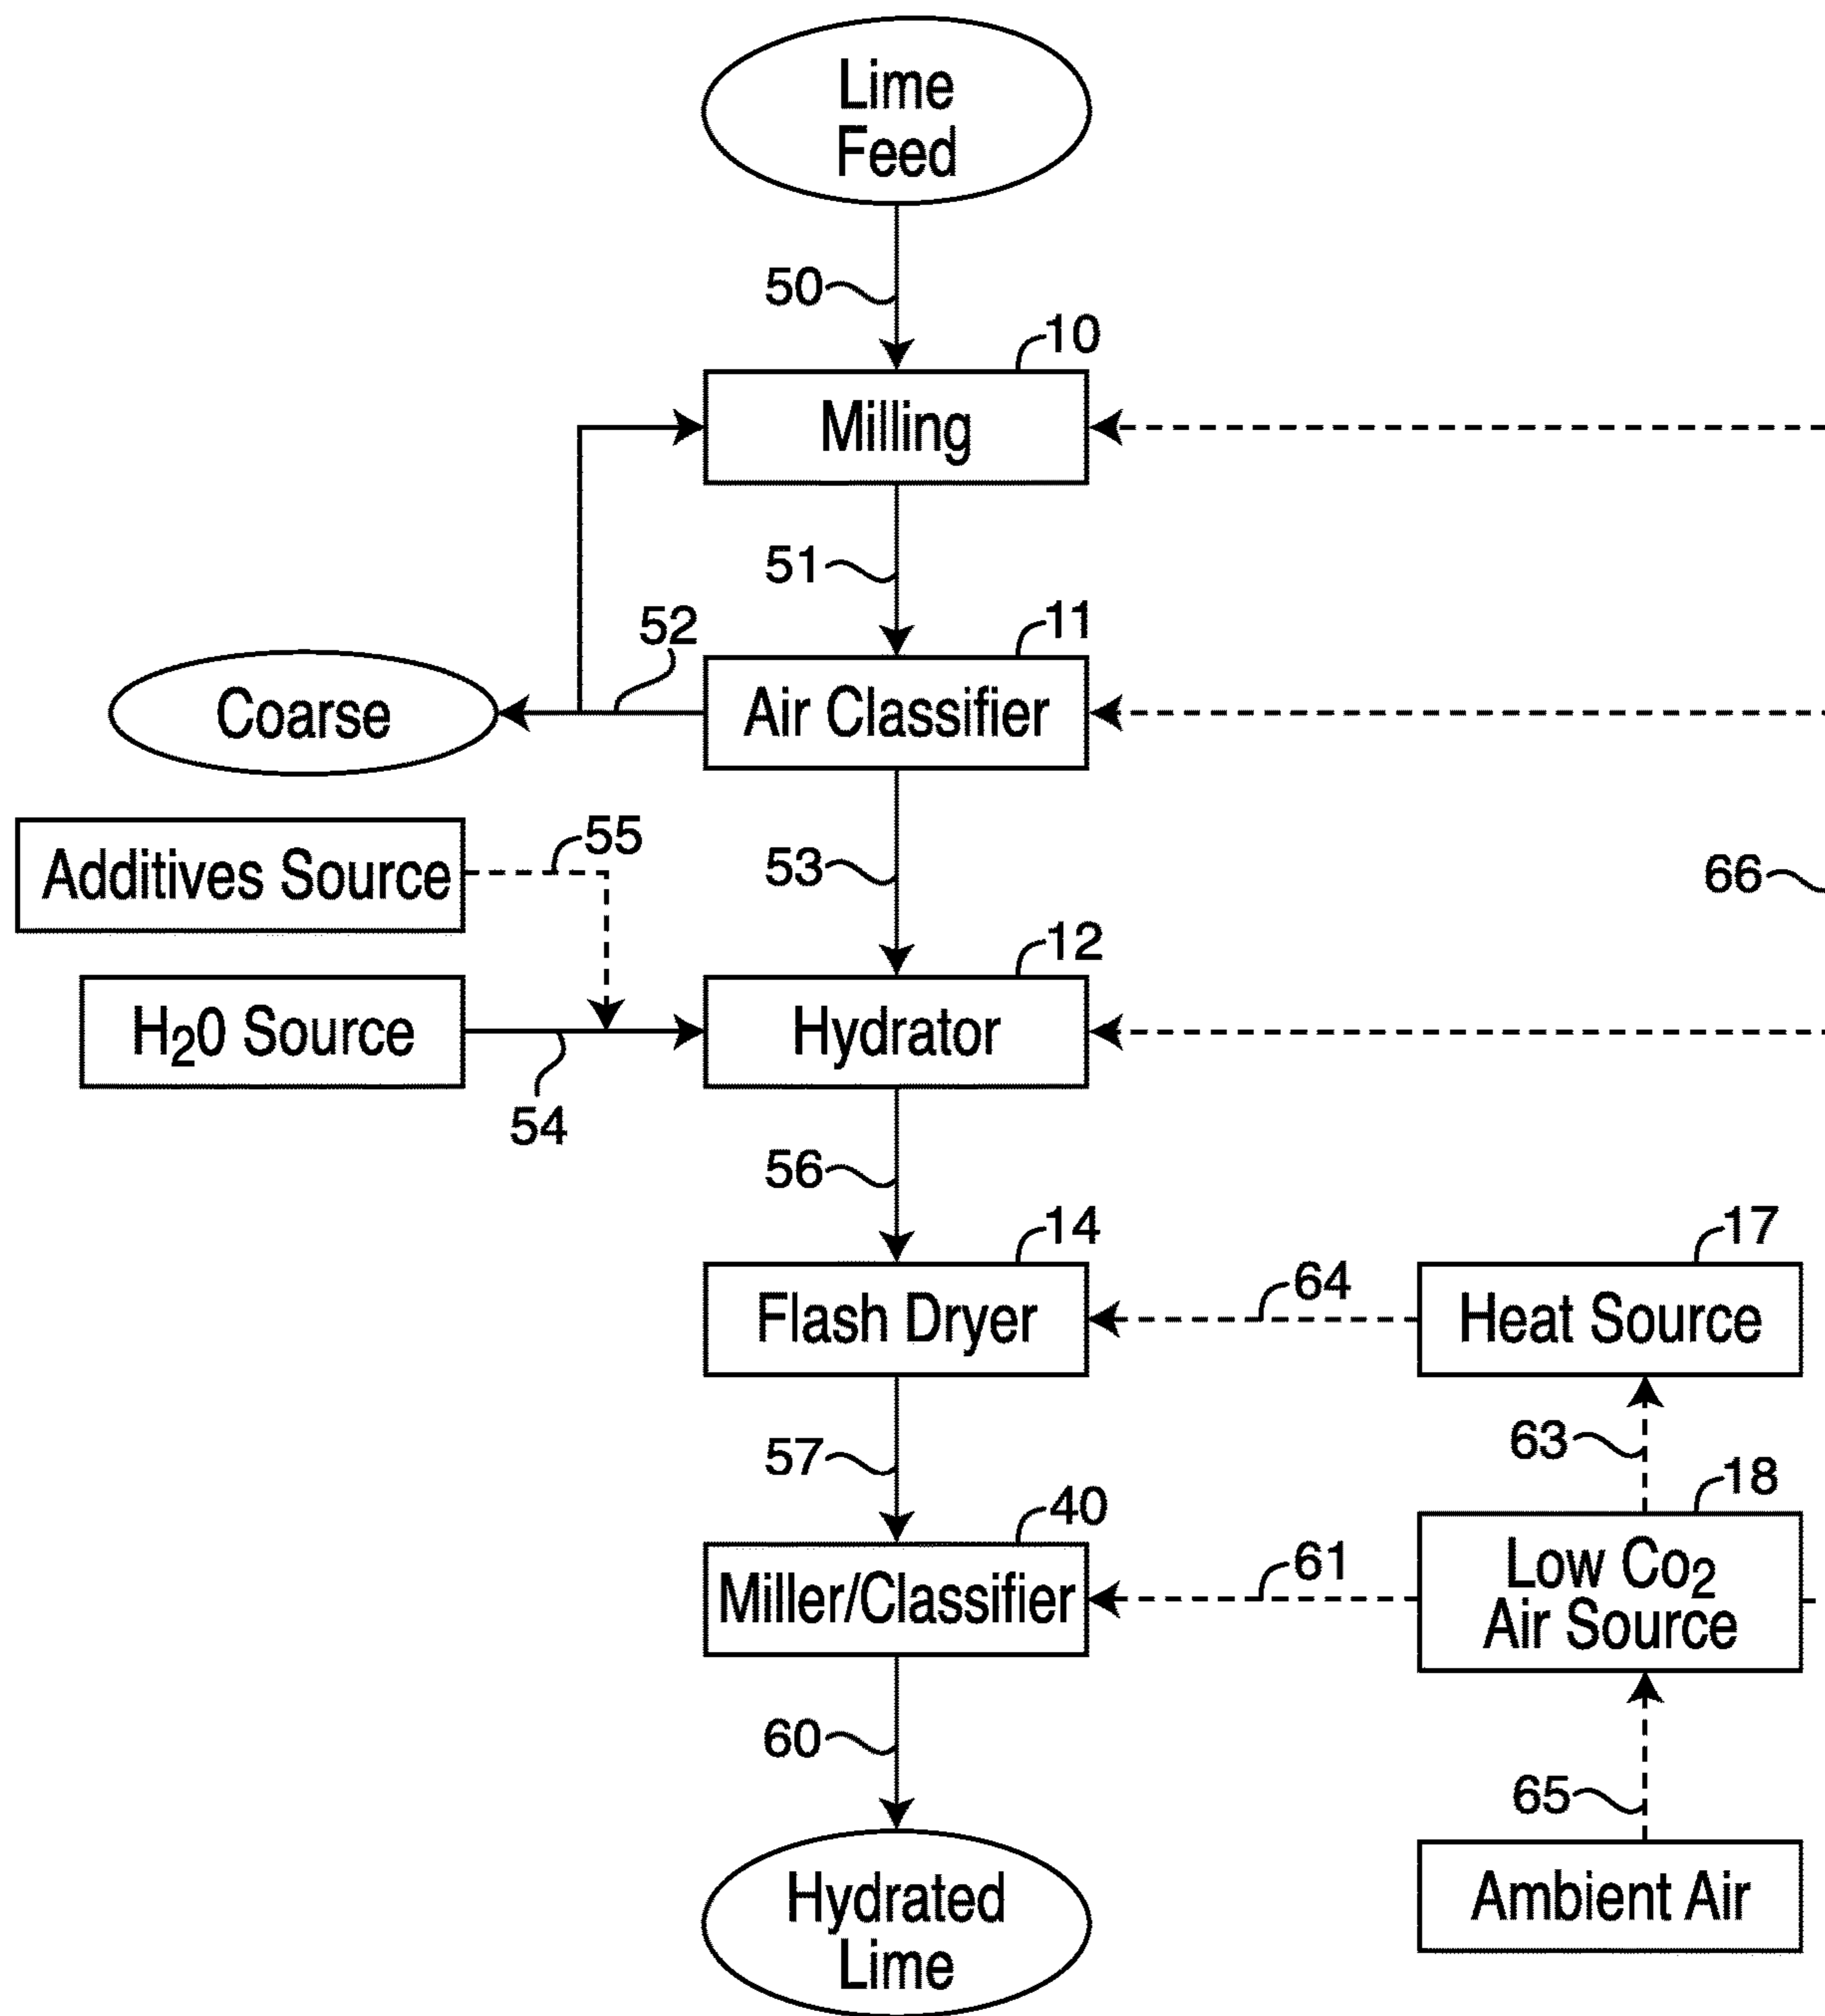 Lime
Feed
50
10
Milling
51
11
52
Coarse
Air Classifier
55
Additives Source
53
66
12
H₂0 Source
Hydrator
54
56
14
17
64
Flash Dryer
Heat Source
57
63
18
40
61
Low Co₂
Air Source
Miller/Classifier
60
65
Hydrated
Lime
Ambient Air